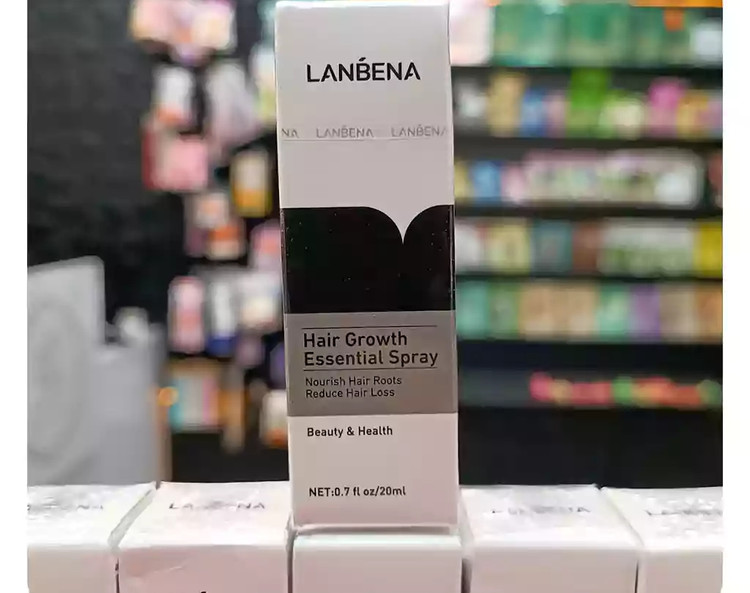 LANBENA
NA LANBENA LANBENA
Hair Growth
Essential Spray
Nourish Hair Roots
Reduce Hair Loss
Beauty & Health
NET:0.7 fl oz/20ml
LANBENA